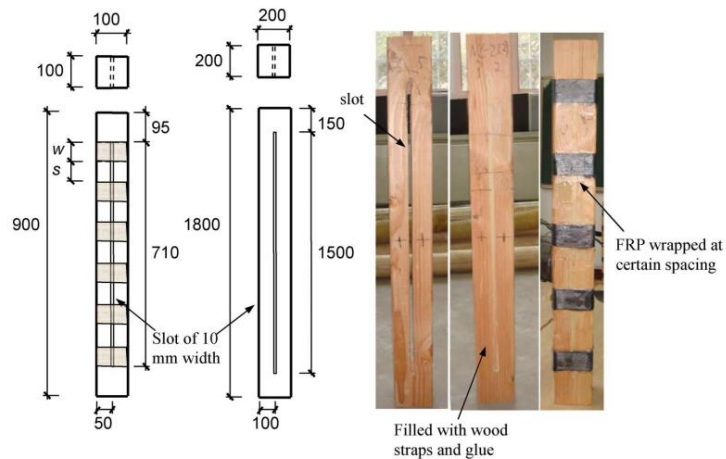 100
200
100
200
95
150
w
s
slot
900
1800
710
1500
FRP wrapped at
certain spacing
Slot of 10
mm width
50
100
Filled with wood
straps and glue